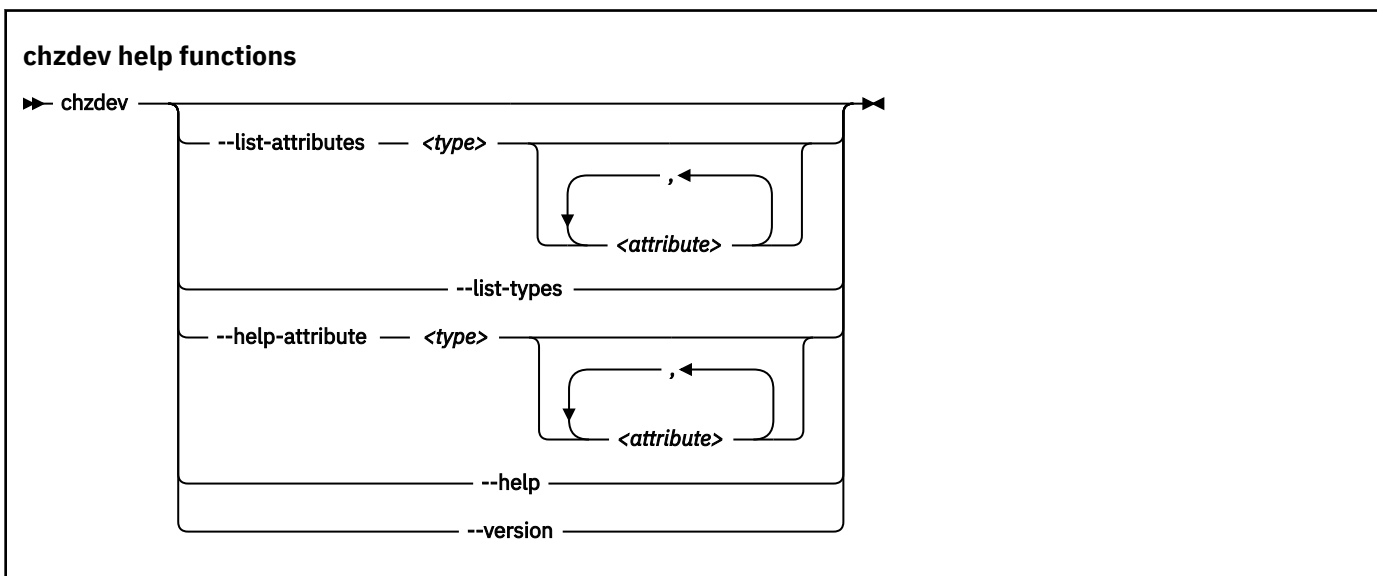 chzdev help functions
chzdev
--list-attributes <type>
,
<attribute>
--list-types
--help-attribute <type>
,
<attribute>
--help
--version